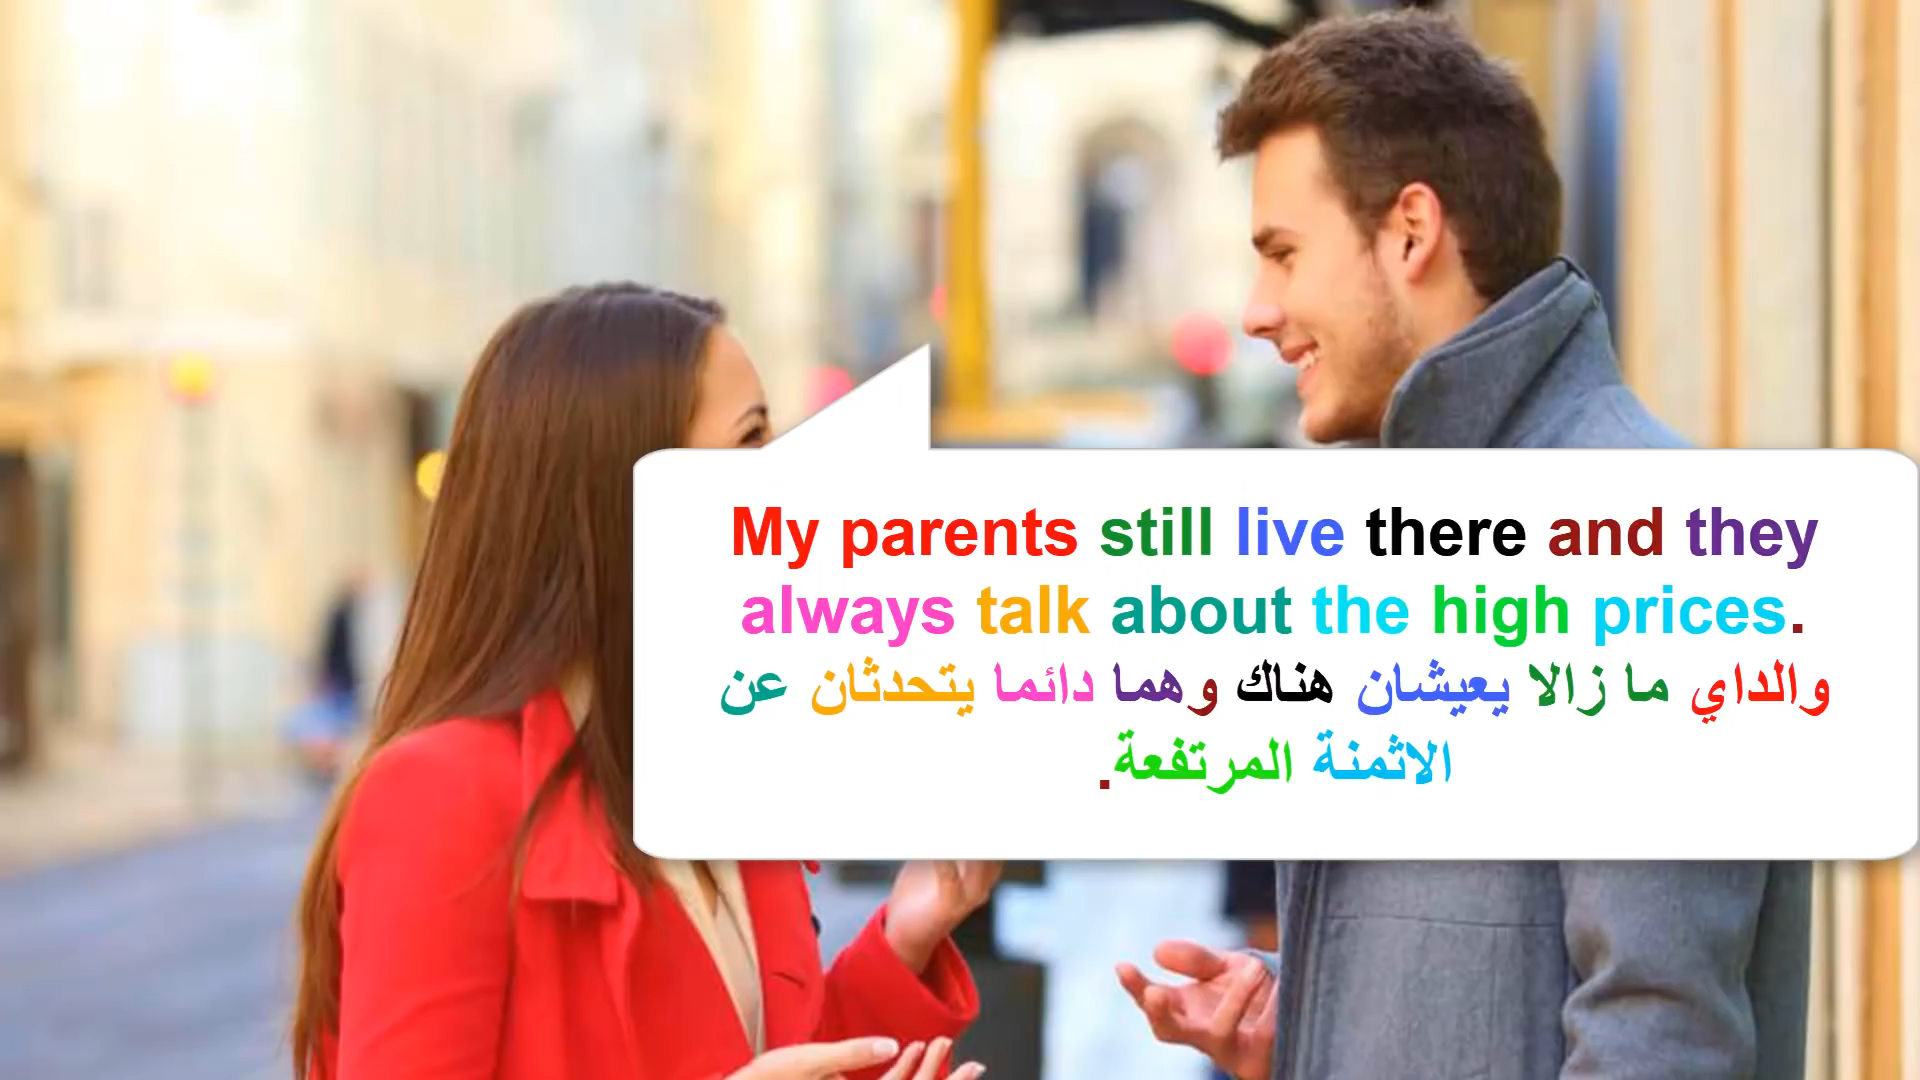 My parents still live there and they
always talk about the high prices.
والداي ما زالا يعيشان هناك وهما دائما يتحدثان عن
الاثمنة المرتفعة.